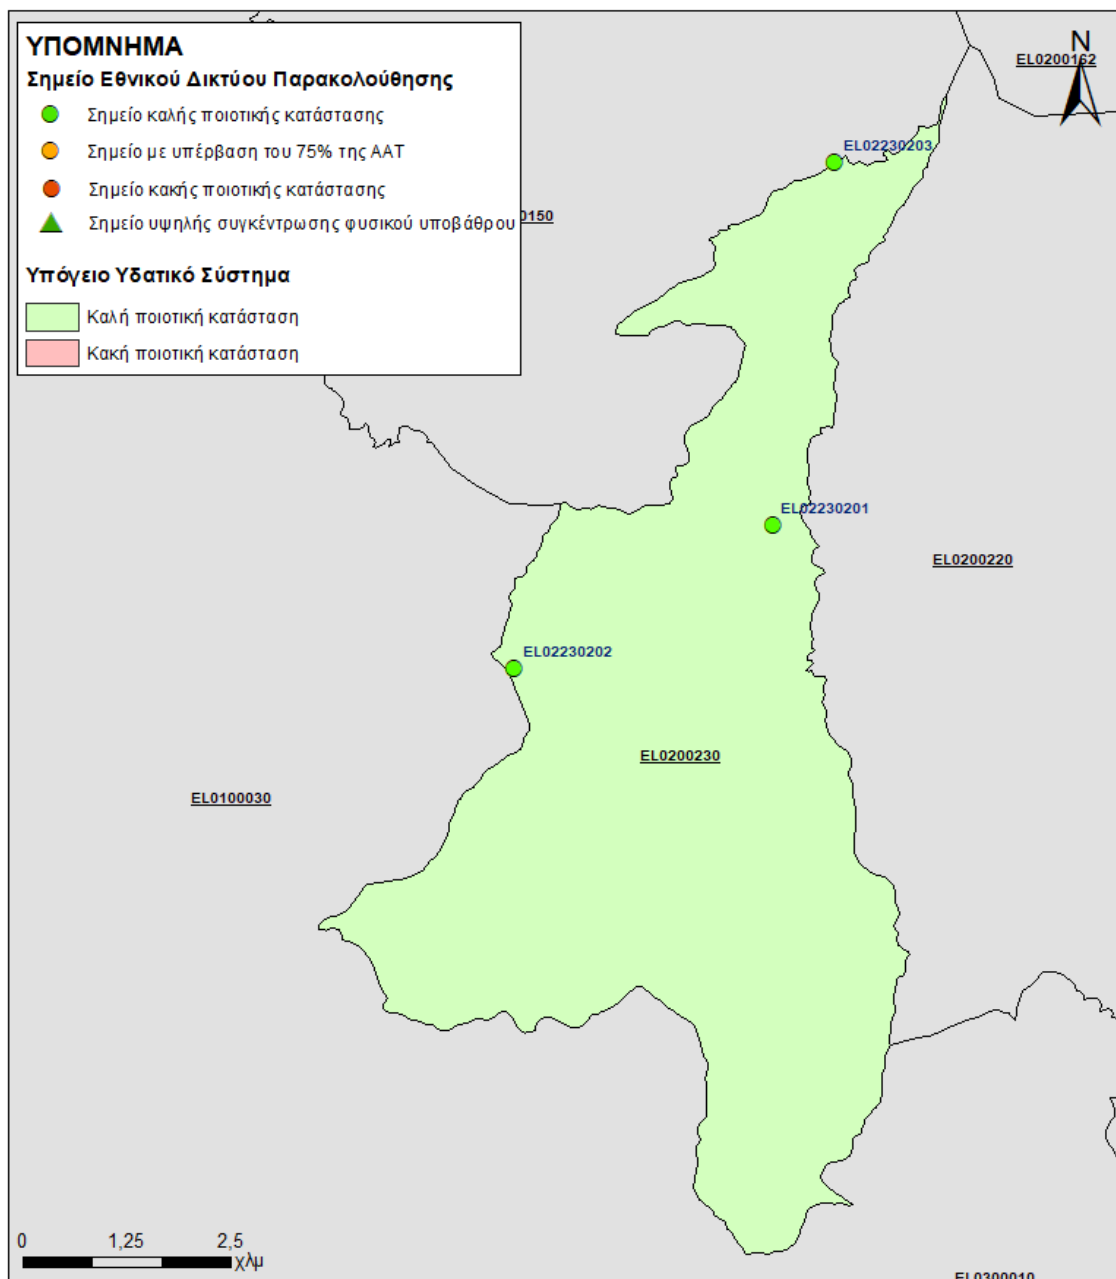 ΥΠΟΜΝΗΜΑ
Σημείο Εθνικού Δικτύου Παρακολούθησης
Σημείο καλής ποιοτικής κατάστασης
Σημείο με υπέρβαση του 75% της ΑΑΤ
Σημείο κακής ποιοτικής κατάστασης
Σημείο υψηλής συγκέντρωσης φυσικού υποβάθρου
Υπόγειο Υδατικό Σύστημα
Καλή ποιοτική κατάσταση
Κακή ποιοτική κατάσταση
N
EL0200162
EL02230203
0150
EL02230201
EL0200220
EL02230202
EL0200230
EL0100030
0 1,25 2,5
χλμ
EL0300010